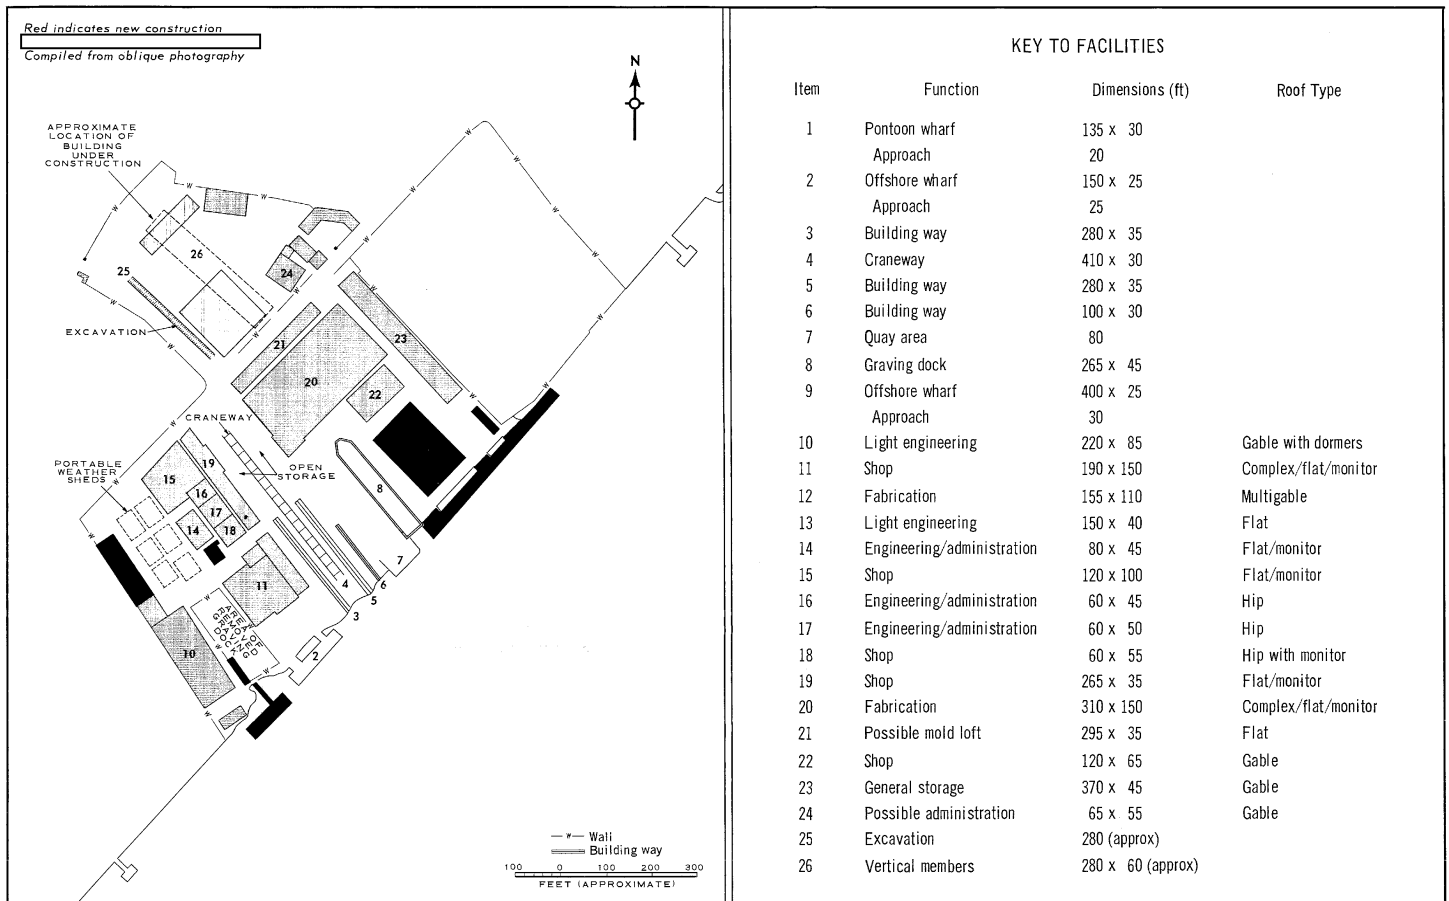 Red indicates new construction
Compiled from oblique photography
N
APPROXIMATE
LOCATION OF
BUILDING
UNDER
CONSTRUCTION
26
25
24
EXCAVATION
21
23
20
22
CRANEWAY
OPEN
STORAGE
PORTABLE
WEATHER
SHEDS
19
15
16
17
14
18
8
7
11
4
6
5
3
AREA OF
REMOVED
GRAVING
DOCK
10
2
W Wall
Building way
100 0 100 200 300
FEET (APPROXIMATE)
KEY TO FACILITIES
Item Function Dimensions (ft) Roof Type
1 Pontoon wharf 135 x 30
Approach 20
2 Offshore wharf 150 x 25
Approach 25
3 Building way 280 x 35
4 Craneway 410 x 30
5 Building way 280 x 35
6 Building way 100 x 30
7 Quay area 80
8 Graving dock 265 x 45
9 Offshore wharf 400 x 25
Approach 30
10 Light engineering 220 x 85 Gable with dormers
11 Shop 190 x 150 Complex/flat/monitor
12 Fabrication 155 x 110 Multigable
13 Light engineering 150 x 40 Flat
14 Engineering/administration 80 x 45 Flat/monitor
15 Shop 120 x 100 Flat/monitor
16 Engineering/administration 60 x 45 Hip
17 Engineering/administration 60 x 50 Hip
18 Shop 60 x 55 Hip with monitor
19 Shop 265 x 35 Flat/monitor
20 Fabrication 310 x 150 Complex/flat/monitor
21 Possible mold loft 295 x 35 Flat
22 Shop 120 x 65 Gable
23 General storage 370 x 45 Gable
24 Possible administration 65 x 55 Gable
25 Excavation 280 (approx)
26 Vertical members 280 x 60 (approx)